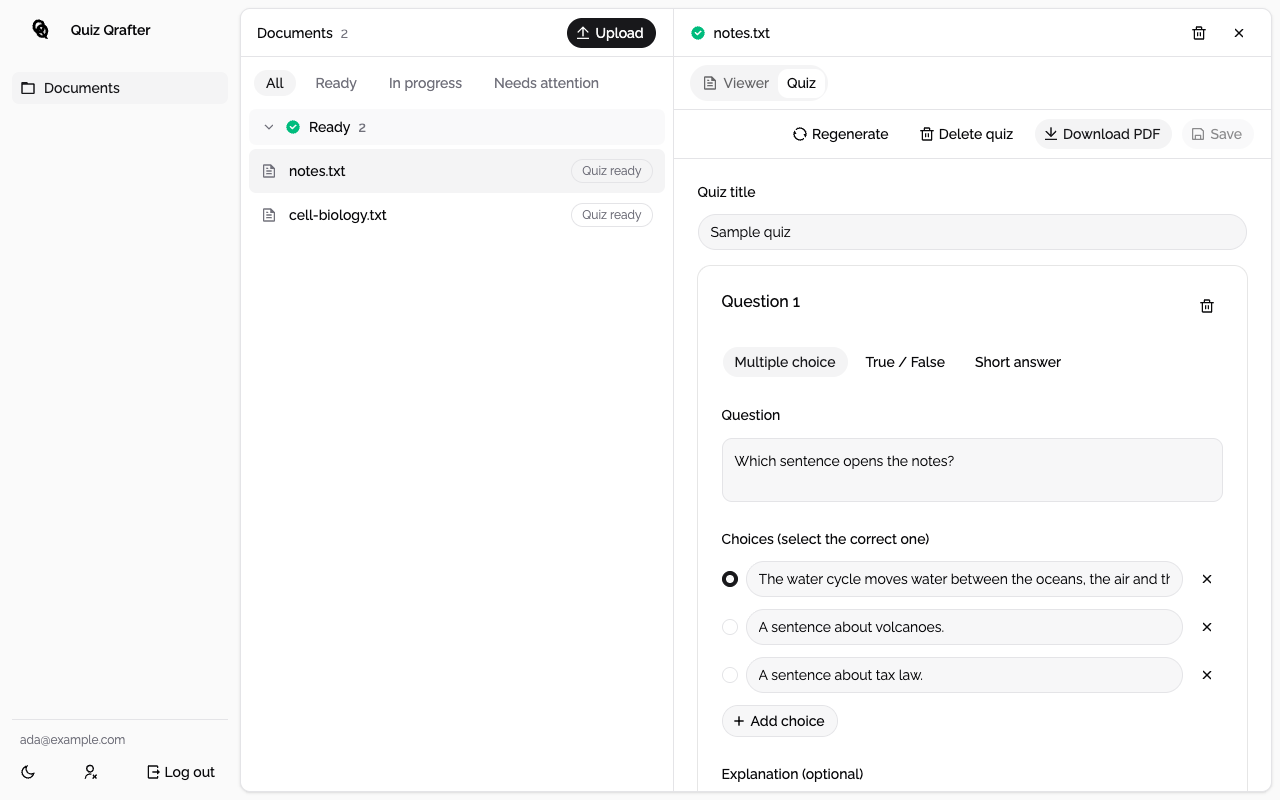 Quiz Qrafter
Documents
ada@example.com
Log out
Documents 2
Upload
All
Ready
In progress
Needs attention
Ready 2
notes.txt
Quiz ready
cell-biology.txt
Quiz ready
notes.txt
Viewer
Quiz
Regenerate
Delete quiz
Download PDF
Save
Quiz title
Sample quiz
Question 1
Multiple choice
True / False
Short answer
Question
Which sentence opens the notes?
Choices (select the correct one)
The water cycle moves water between the oceans, the air and th
A sentence about volcanoes.
A sentence about tax law.
Add choice
Explanation (optional)